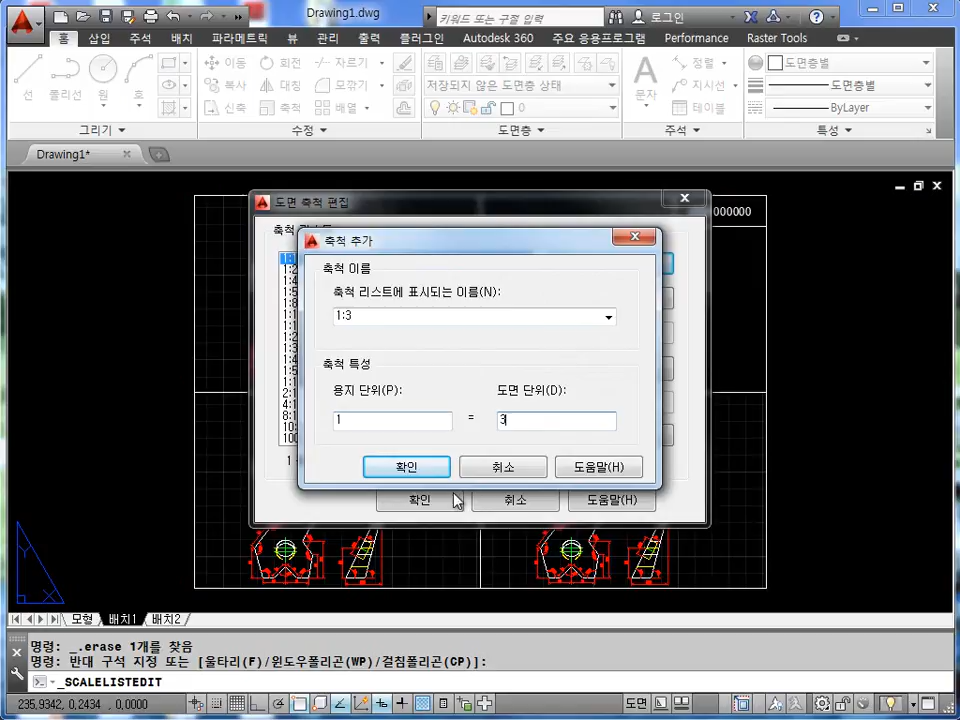 Drawing1.dwg
키워드 또는 구절 입력
로그인
홈 삽입 주석 배치 파라메트릭 뷰 관리 출력 플러그인 Autodesk 360 주요 응용프로그램 Performance Raster Tools
이동 회전 자르기
정렬
도면층별
복사 대칭 모깎기
저장되지 않은 도면층 상태
지시선
도면층별
선 폴리선 원 호
신축 축척 배열
0
문자
테이블
ByLayer
그리기 수정 도면층 주석 특성
Drawing1*
도면 축척 편집
000000
축척 추가
축척 이름
축척 리스트에 표시되는 이름(N):
1:3
축척 특성
용지 단위(P): 도면 단위(D):
1 = 3
확인 취소 도움말(H)
확인 취소 도움말(H)
Y
X
모형 배치1 배치2
명령: _.erase 1개를 찾음
명령: 반대 구석 지정 또는 [울타리(F)/윈도우폴리곤(WP)/걸침폴리곤(CP)]:
_SCALELISTEDIT
235,9342, 0,2434 , 0,0000
도면